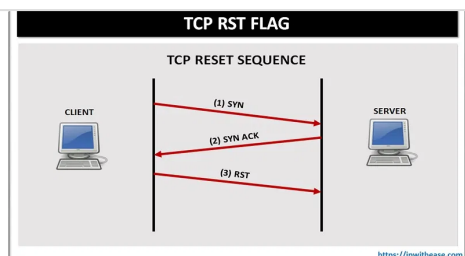 TCP RST FLAG
TCP RESET SEQUENCE
CLIENT
SERVER
(1) SYN
(2) SYN ACK
(3) RST
https://ipwithease.com